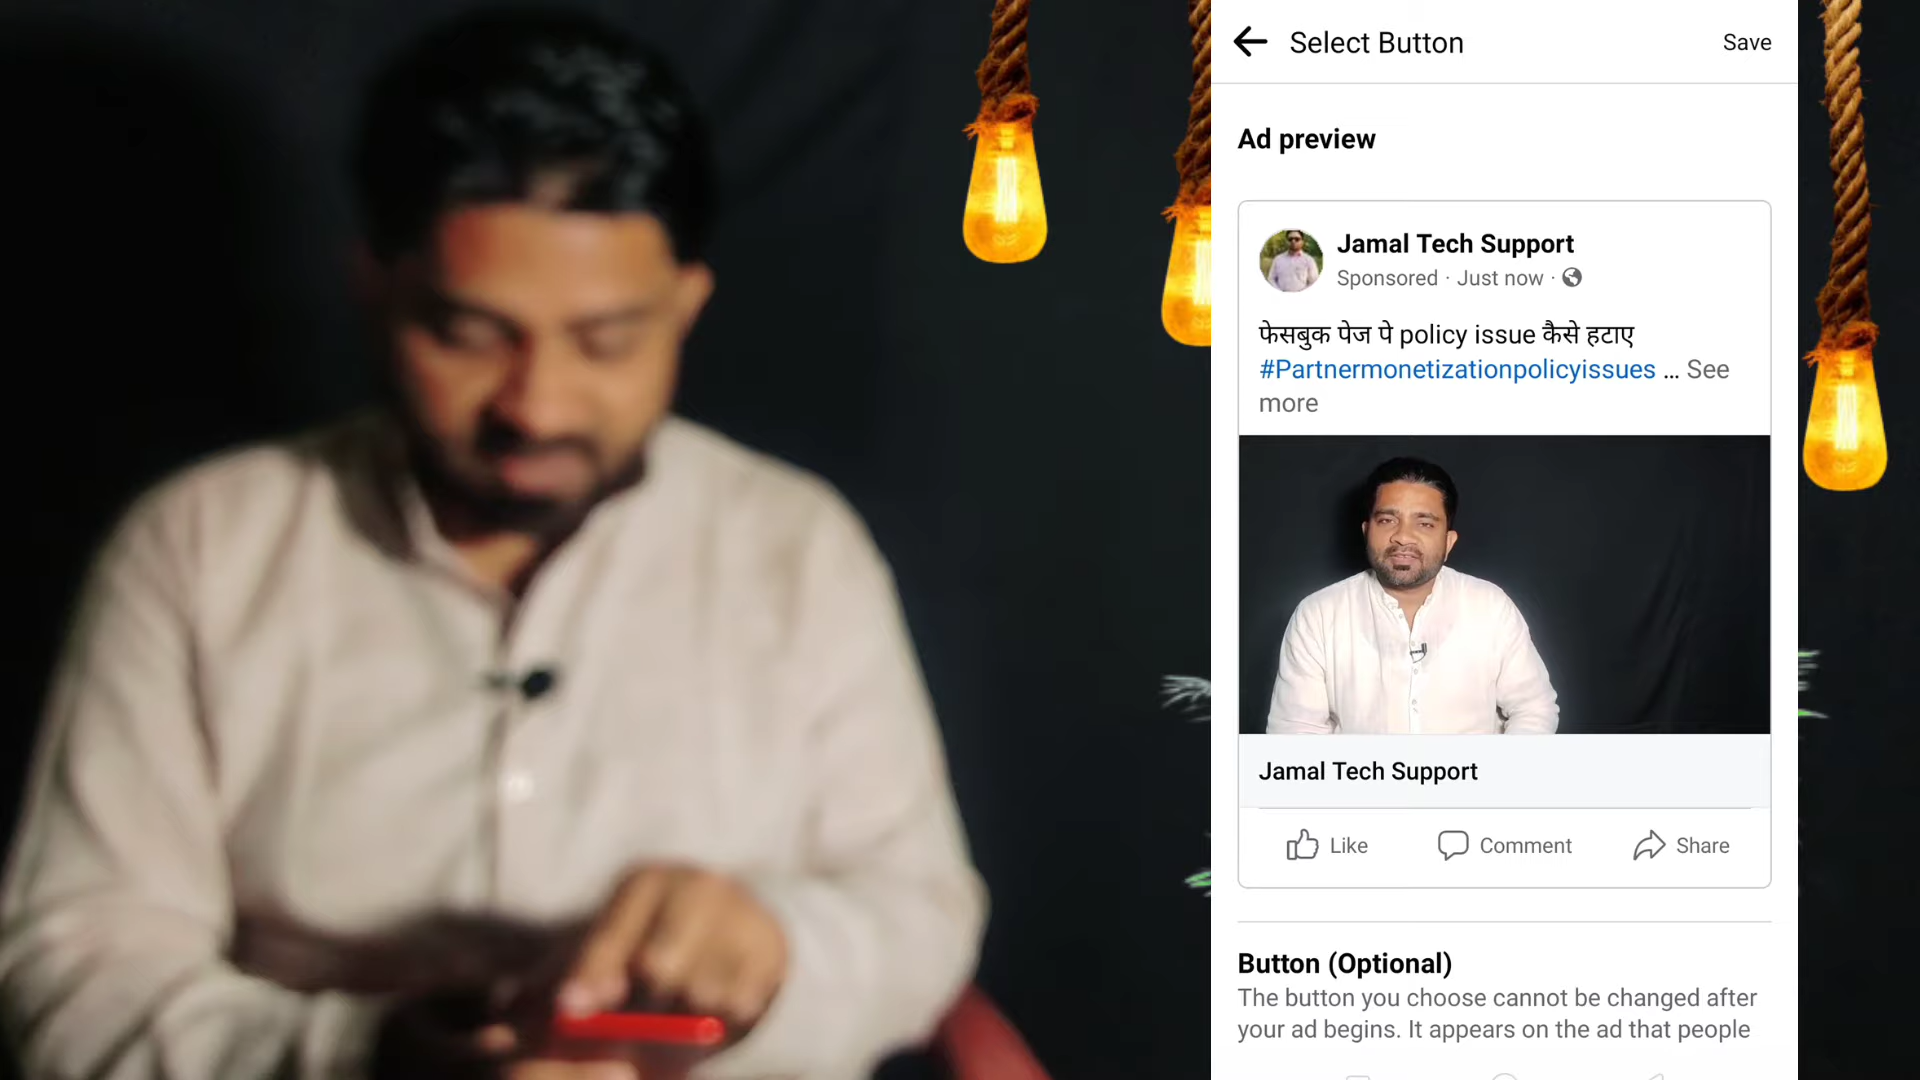 Select Button
Save
Ad preview
Jamal Tech Support
Sponsored · Just now ·
फेसबुक पेज पे policy issue कैसे हटाए
#Partnermonetizationpolicyissues ... See
more
Jamal Tech Support
Like
Comment
Share
Button (Optional)
The button you choose cannot be changed after
your ad begins. It appears on the ad that people